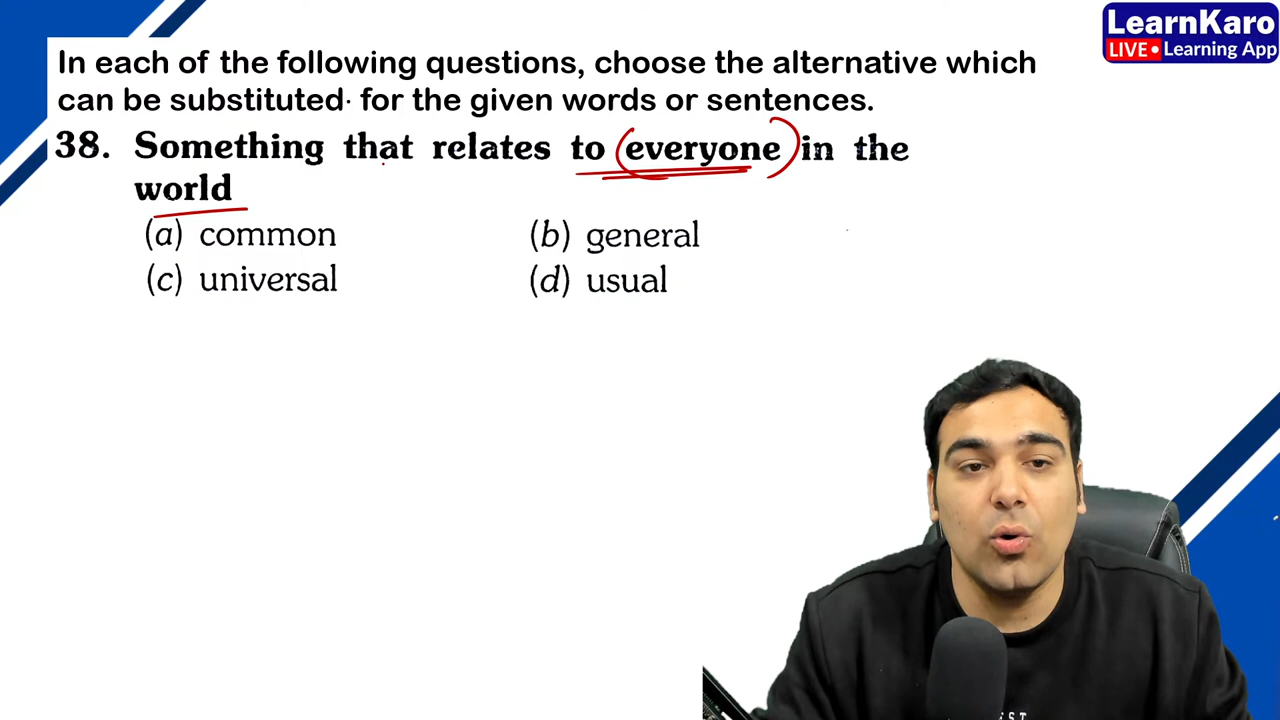 LearnKaro
LIVE • Learning App
In each of the following questions, choose the alternative which
can be substituted for the given words or sentences.
38. Something that relates to everyone in the
world
(a) common (b) general
(c) universal (d) usual